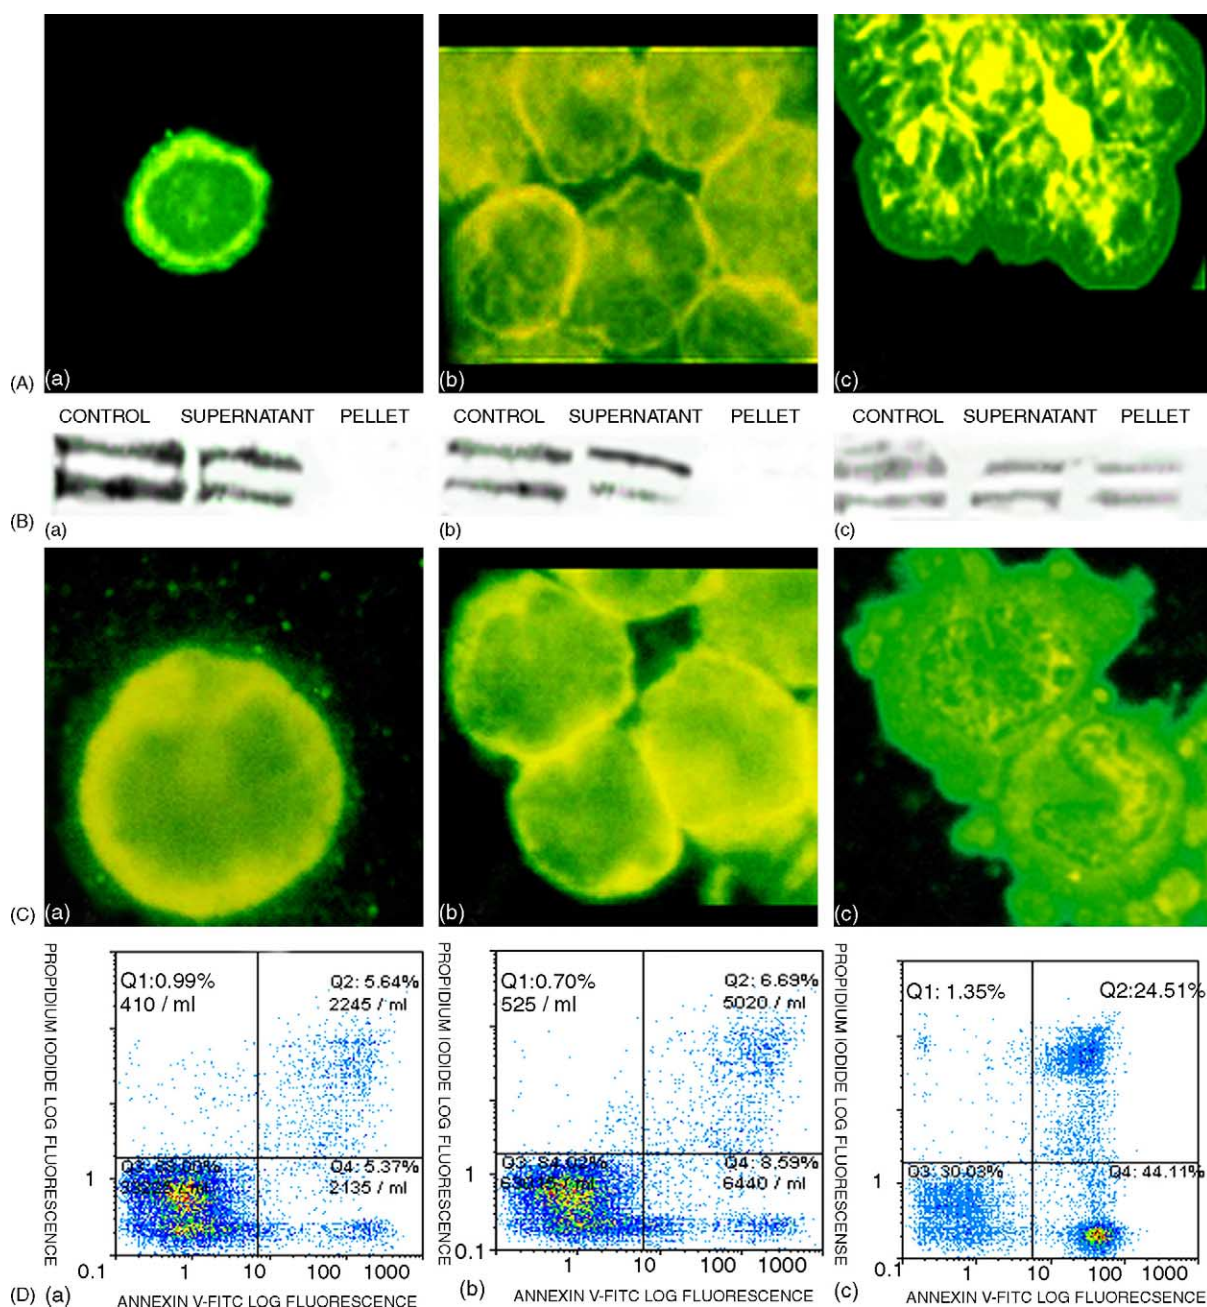 (A) (a) (b) (c)
CONTROL SUPERNATANT PELLET CONTROL SUPERNATANT PELLET CONTROL SUPERNATANT PELLET
(B) (a) (b) (c)
(C) (a) (b) (c)
PROPIDIUM IODIDE LOG FLUORESCENCE
Q1:0.99%
410 / ml
Q2: 5.64%
2245 / ml
Q4: 5.37%
2135 / ml
1
0.1 1 10 100 1000
(D) (a)
ANNEXIN V-FITC LOG FLUORESCENCE
PROPIDIUM IODIDE LOG FLUORESCENCE
Q1:0.70%
525 / ml
Q2: 6.69%
5020 / ml
Q4: 8.59%
6440 / ml
1
0.1
1 10 100 1000
(b)
ANNEXIN V-FITC LOG FLUORESCENCE
PROPIDIUM IODIDE LOG FLUORESENSE
Q1: 1.35%
Q2:24.51%
Q3: 30.03%
Q4: 44.11%
1
0.1 1 10 100 1000
(c)
ANNEXIN V-FITC LOG FLUORECSENCE